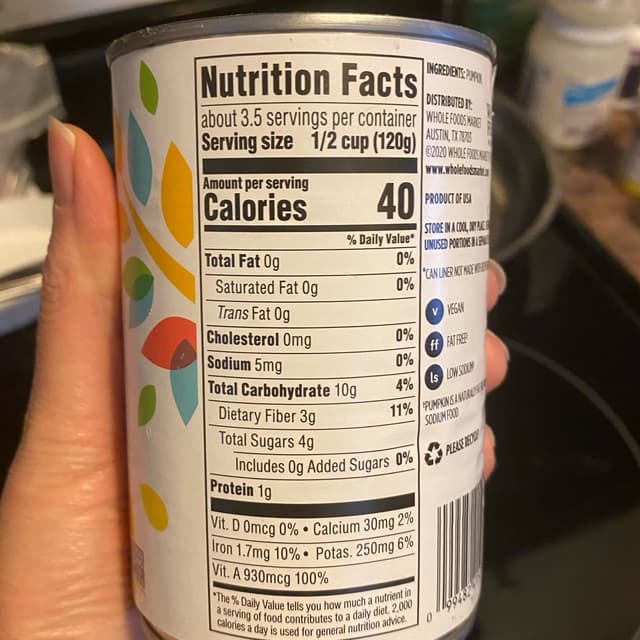 Nutrition Facts
about 3.5 servings per container
Serving size 1/2 cup (120g)
Amount per serving
Calories 40
% Daily Value*
Total Fat 0g 0%
Saturated Fat 0g 0%
Trans Fat 0g
Cholesterol 0mg 0%
Sodium 5mg 0%
Total Carbohydrate 10g 4%
Dietary Fiber 3g 11%
Total Sugars 4g
Includes 0g Added Sugars 0%
Protein 1g
Vit. D 0mcg 0% • Calcium 30mg 2%
Iron 1.7mg 10% • Potas. 250mg 6%
Vit. A 930mcg 100%
*The % Daily Value tells you how much a nutrient in
a serving of food contributes to a daily diet. 2,000
calories a day is used for general nutrition advice.
INGREDIENTS: PUMPKIN
DISTRIBUTED BY:
WHOLE FOODS MARKET
AUSTIN, TX 78703
©2020 WHOLE FOODS MARKET
PRODUCT OF USA
STORE IN A COOL, DRY PLACE.
UNUSED PORTIONS IN A
*CAN LINER NOT MADE WITH
V VEGAN
ff FAT FREE†
ls LOW SODIUM†
†PUMPKIN IS A NATURALLY
SODIUM FOOD
PLEASE RECYCLE
0